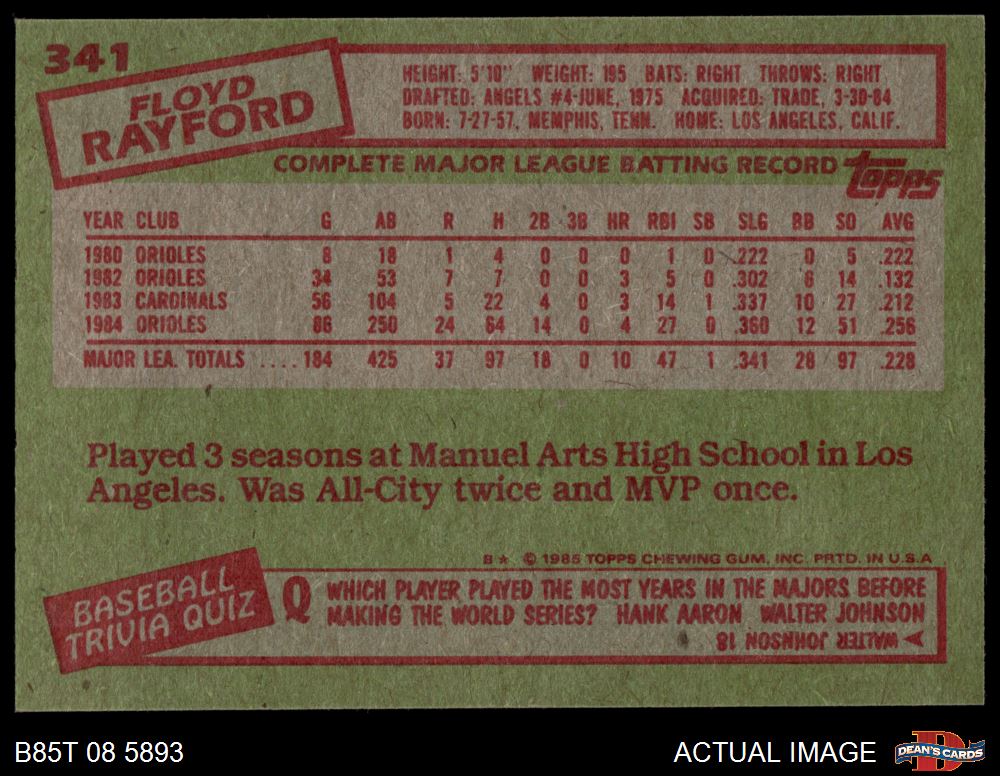 341
FLOYD
RAYFORD
HEIGHT: 5'10" WEIGHT: 195 BATS: RIGHT THROWS: RIGHT
DRAFTED: ANGELS #4-JUNE, 1975 ACQUIRED: TRADE, 3-30-84
BORN: 7-27-57, MEMPHIS, TENN. HOME: LOS ANGELES, CALIF.
COMPLETE MAJOR LEAGUE BATTING RECORD
topps
YEAR CLUB G AB R H 2B 3B HR RBI SB SLG BB SO AVG
1980 ORIOLES 8 18 1 4 0 0 0 1 0 .222 0 5 .222
1982 ORIOLES 34 53 7 7 0 0 3 5 0 .302 6 14 .132
1983 CARDINALS 56 104 5 22 4 0 3 14 1 .337 10 27 .212
1984 ORIOLES 86 250 24 64 14 0 4 27 0 .360 12 51 .256
MAJOR LEA. TOTALS .... 184 425 37 97 18 0 10 47 1 .341 28 97 .228
Played 3 seasons at Manuel Arts High School in Los
Angeles. Was All-City twice and MVP once.
B* © 1985 TOPPS CHEWING GUM, INC. PRTD. IN U.S.A
BASEBALL
TRIVIA QUIZ
Q WHICH PLAYER PLAYED THE MOST YEARS IN THE MAJORS BEFORE
MAKING THE WORLD SERIES? HANK AARON WALTER JOHNSON
A WALTER JOHNSON 18
B85T 08 5893
ACTUAL IMAGE
D
DEAN'S CARDS